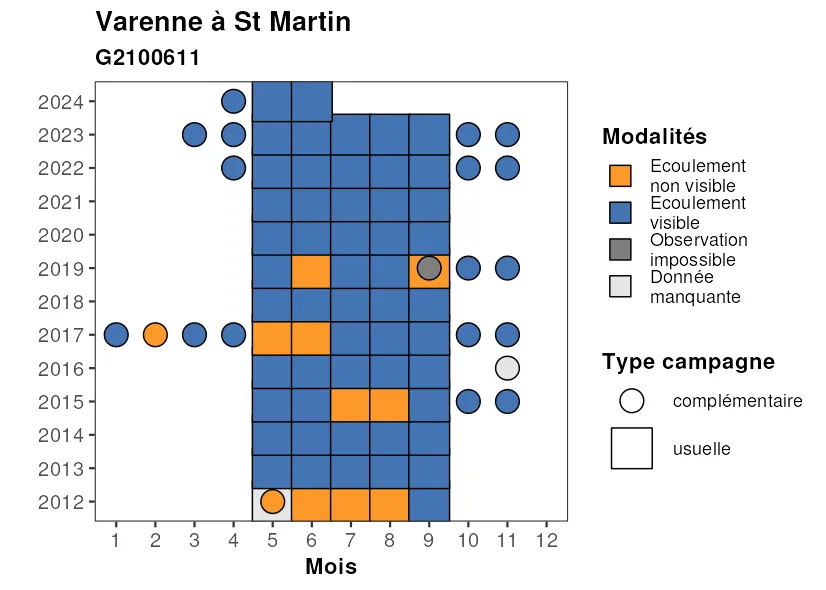 Varenne à St Martin
G2100611
2024
2023
2022
2021
2020
2019
2018
2017
2016
2015
2014
2013
2012
1 2 3 4 5 6 7 8 9 10 11 12
Mois
Modalités
Ecoulement
non visible
Ecoulement
visible
Observation
impossible
Donnée
manquante
Type campagne
complémentaire
usuelle